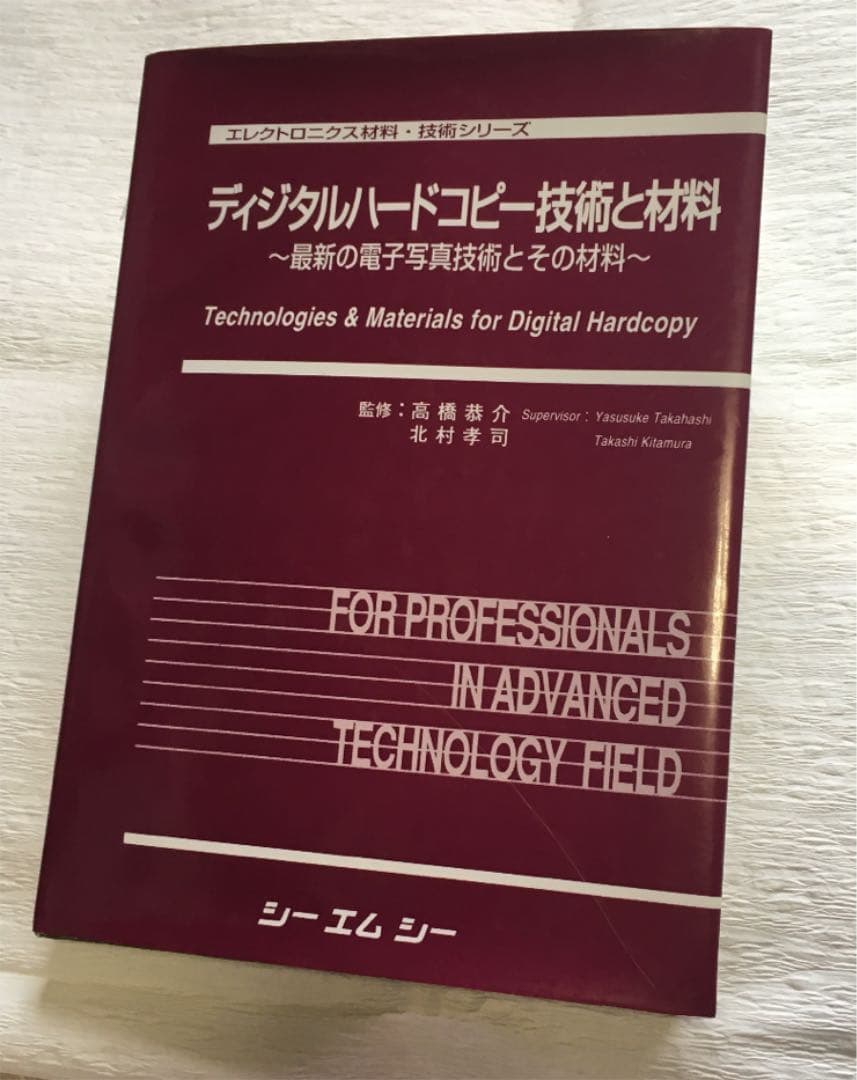 エレクトロニクス材料・技術シリーズ
ディジタルハードコピー技術と材料
～最新の電子写真技術とその材料～
Technologies & Materials for Digital Hardcopy
監修：高橋恭介 Supervisor : Yasusuke Takahashi
北村孝司 Takashi Kitamura
FOR PROFESSIONALS
IN ADVANCED
TECHNOLOGY FIELD
シーエムシー